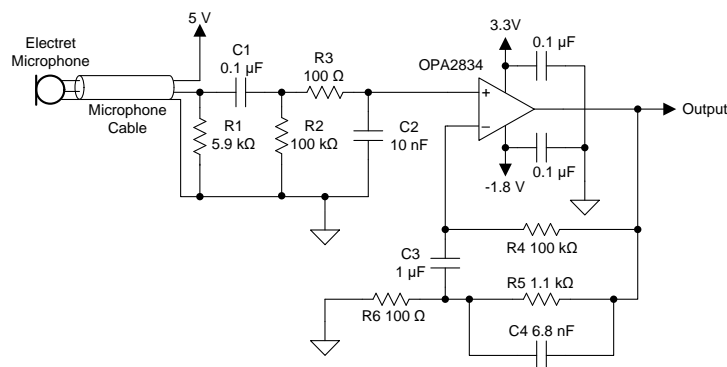 5 V
Electret
Microphone
Microphone
Cable
C1
0.1 µF
R1
5.9 kΩ
R2
100 kΩ
R3
100 Ω
C2
10 nF
OPA2834
3.3V
0.1 µF
+
−
-1.8 V
0.1 µF
Output
C3
1 µF
R4 100 kΩ
R5 1.1 kΩ
R6 100 Ω
C4 6.8 nF